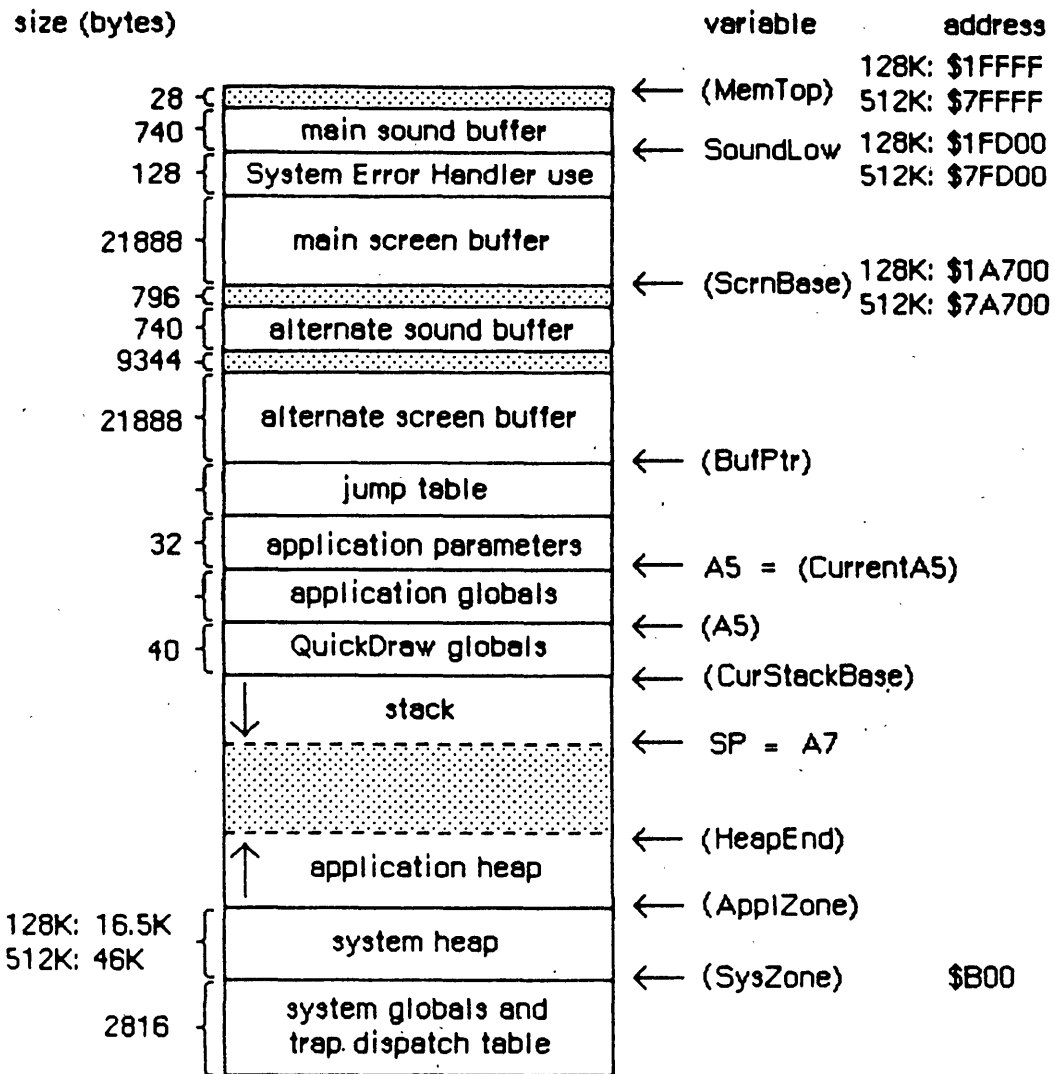 size (bytes) variable address
128K: $1FFFF
28 ← (MemTop) 512K: $7FFFF
740 main sound buffer
← SoundLow 128K: $1FD00
128 System Error Handler use 512K: $7FD00
21888 main screen buffer
← (ScrnBase) 128K: $1A700
796 512K: $7A700
740 alternate sound buffer
9344
21888 alternate screen buffer
← (BufPtr)
jump table
32 application parameters
← A5 = (CurrentA5)
application globals
← (A5)
40 QuickDraw globals
← (CurStackBase)
stack
← SP = A7
← (HeapEnd)
application heap
← (ApplZone)
128K: 16.5K
512K: 46K
system heap
← (SysZone) $B00
2816 system globals and
trap dispatch table